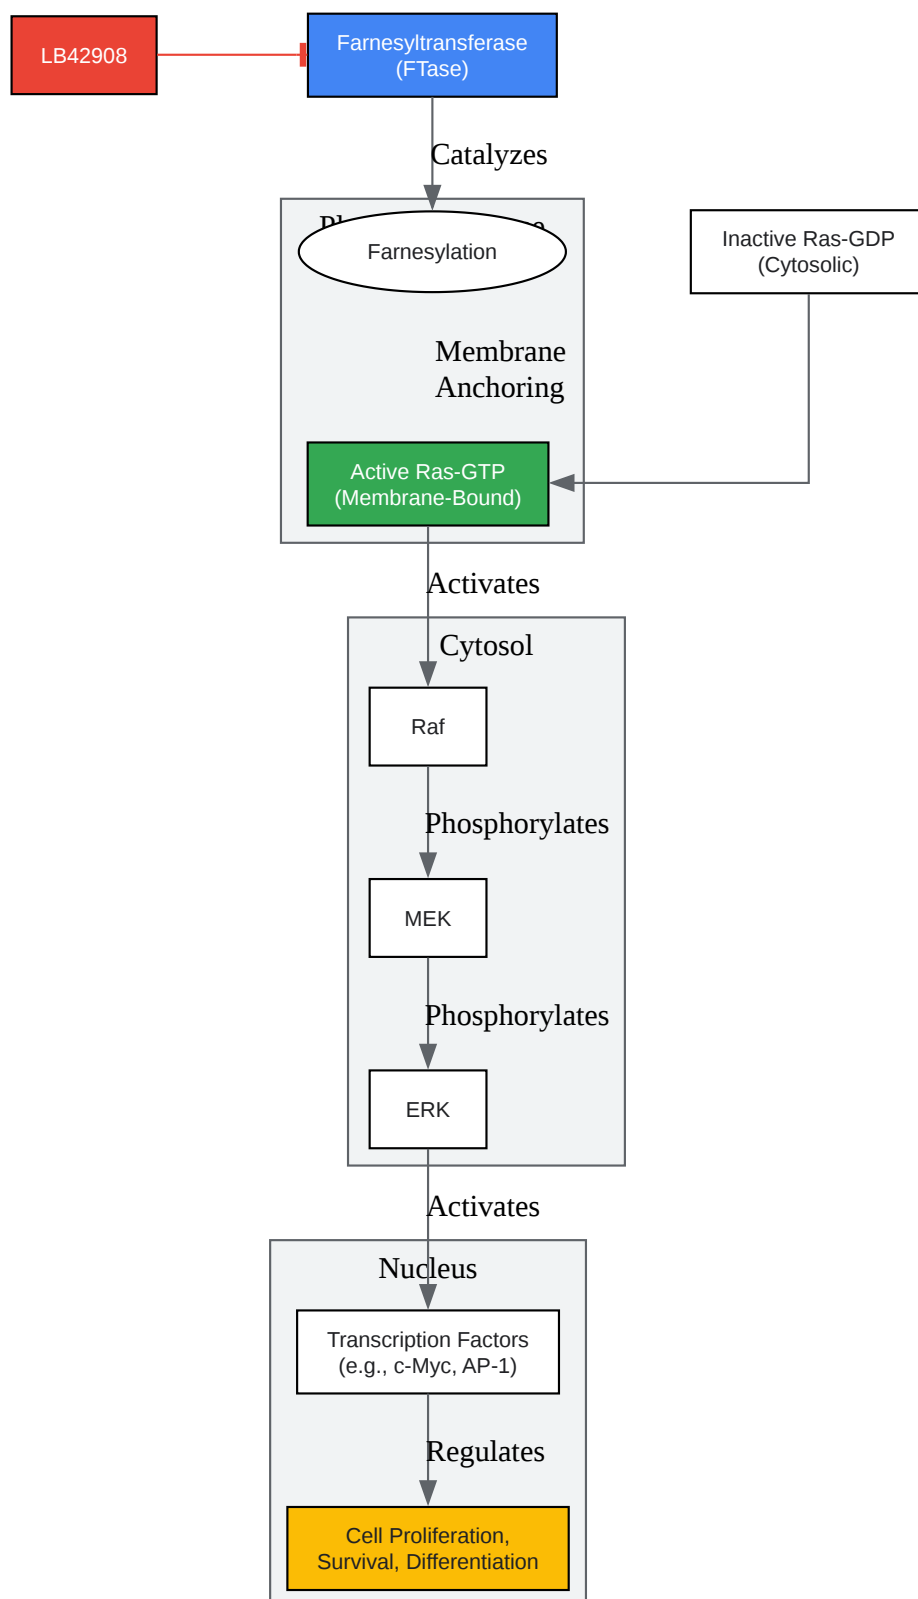 LB42908
Farnesyltransferase
(FTase)
Catalyzes
Farnesylation
Inactive Ras-GDP
(Cytosolic)
Membrane
Anchoring
Active Ras-GTP
(Membrane-Bound)
Activates
Cytosol
Raf
Phosphorylates
MEK
Phosphorylates
ERK
Activates
Nucleus
Transcription Factors
(e.g., c-Myc, AP-1)
Regulates
Cell Proliferation,
Survival, Differentiation